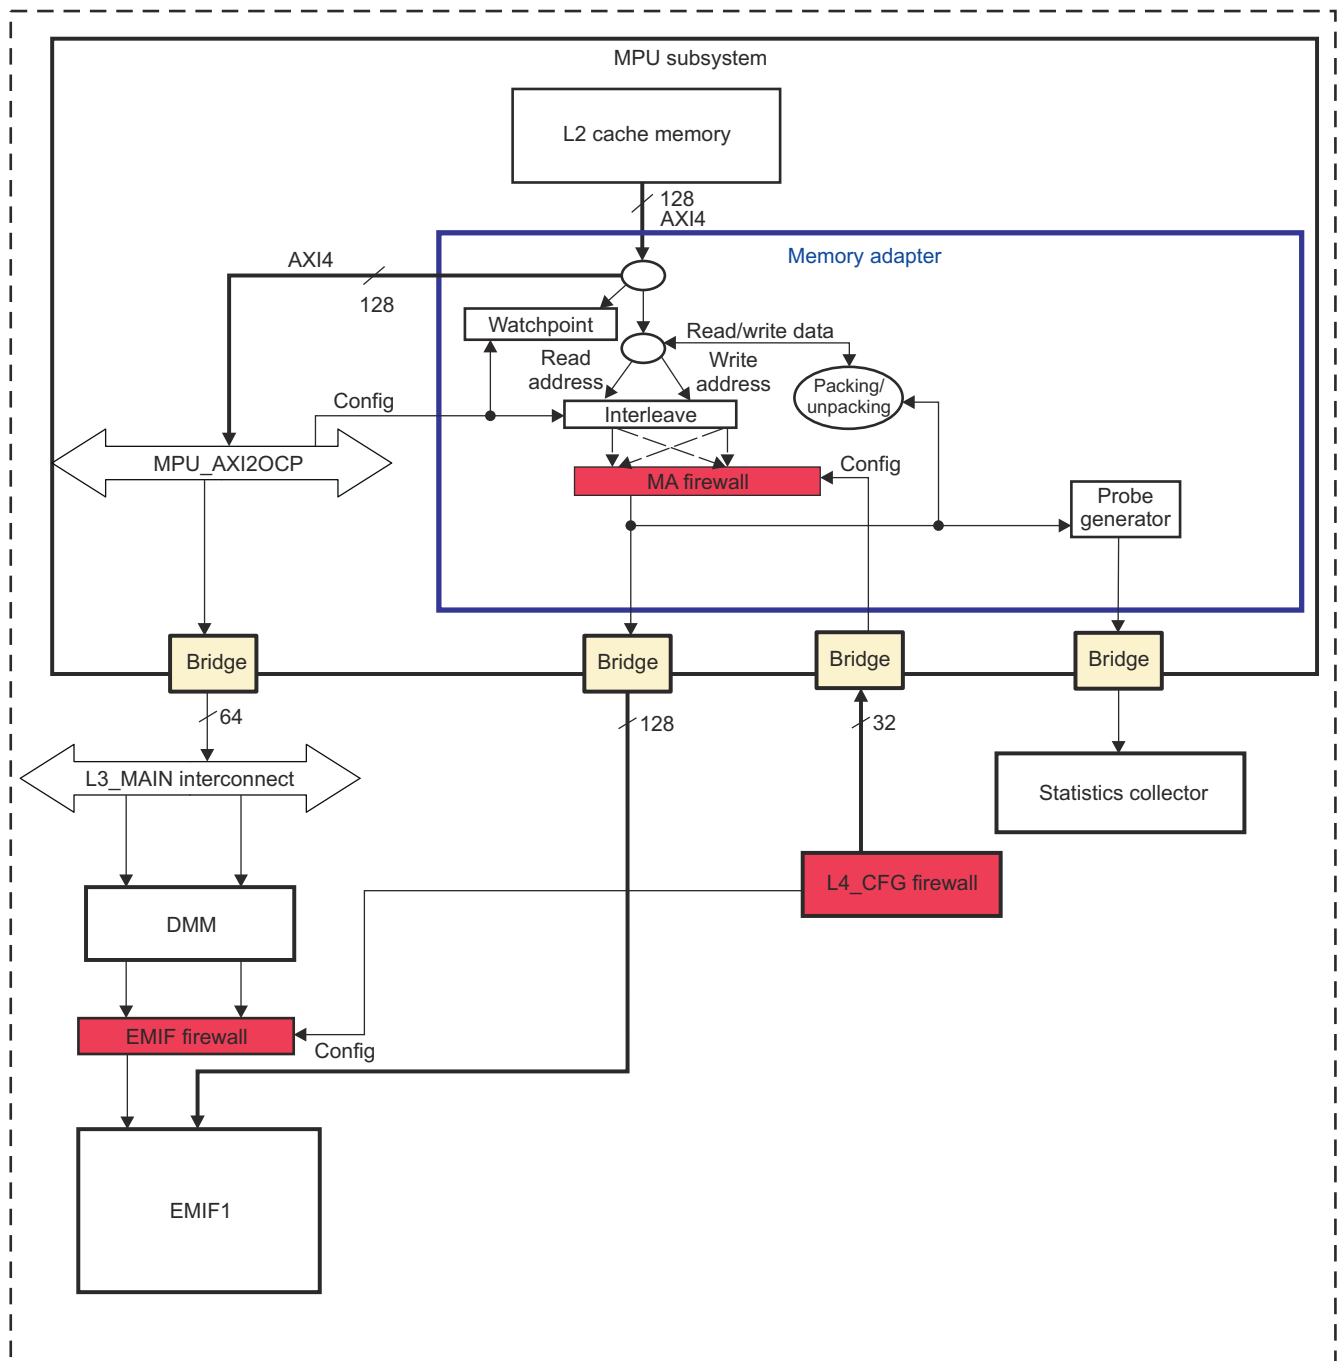 MPU subsystem
L2 cache memory
128
AXI4
Memory adapter
AXI4
128
Watchpoint
Read/write data
Read
address
Write
address
Packing/
unpacking
Config
Interleave
MPU_AXI2OCP
MA firewall
Config
Probe
generator
Bridge
Bridge
Bridge
Bridge
64
128
32
L3_MAIN interconnect
Statistics collector
L4_CFG firewall
DMM
EMIF firewall
Config
EMIF1